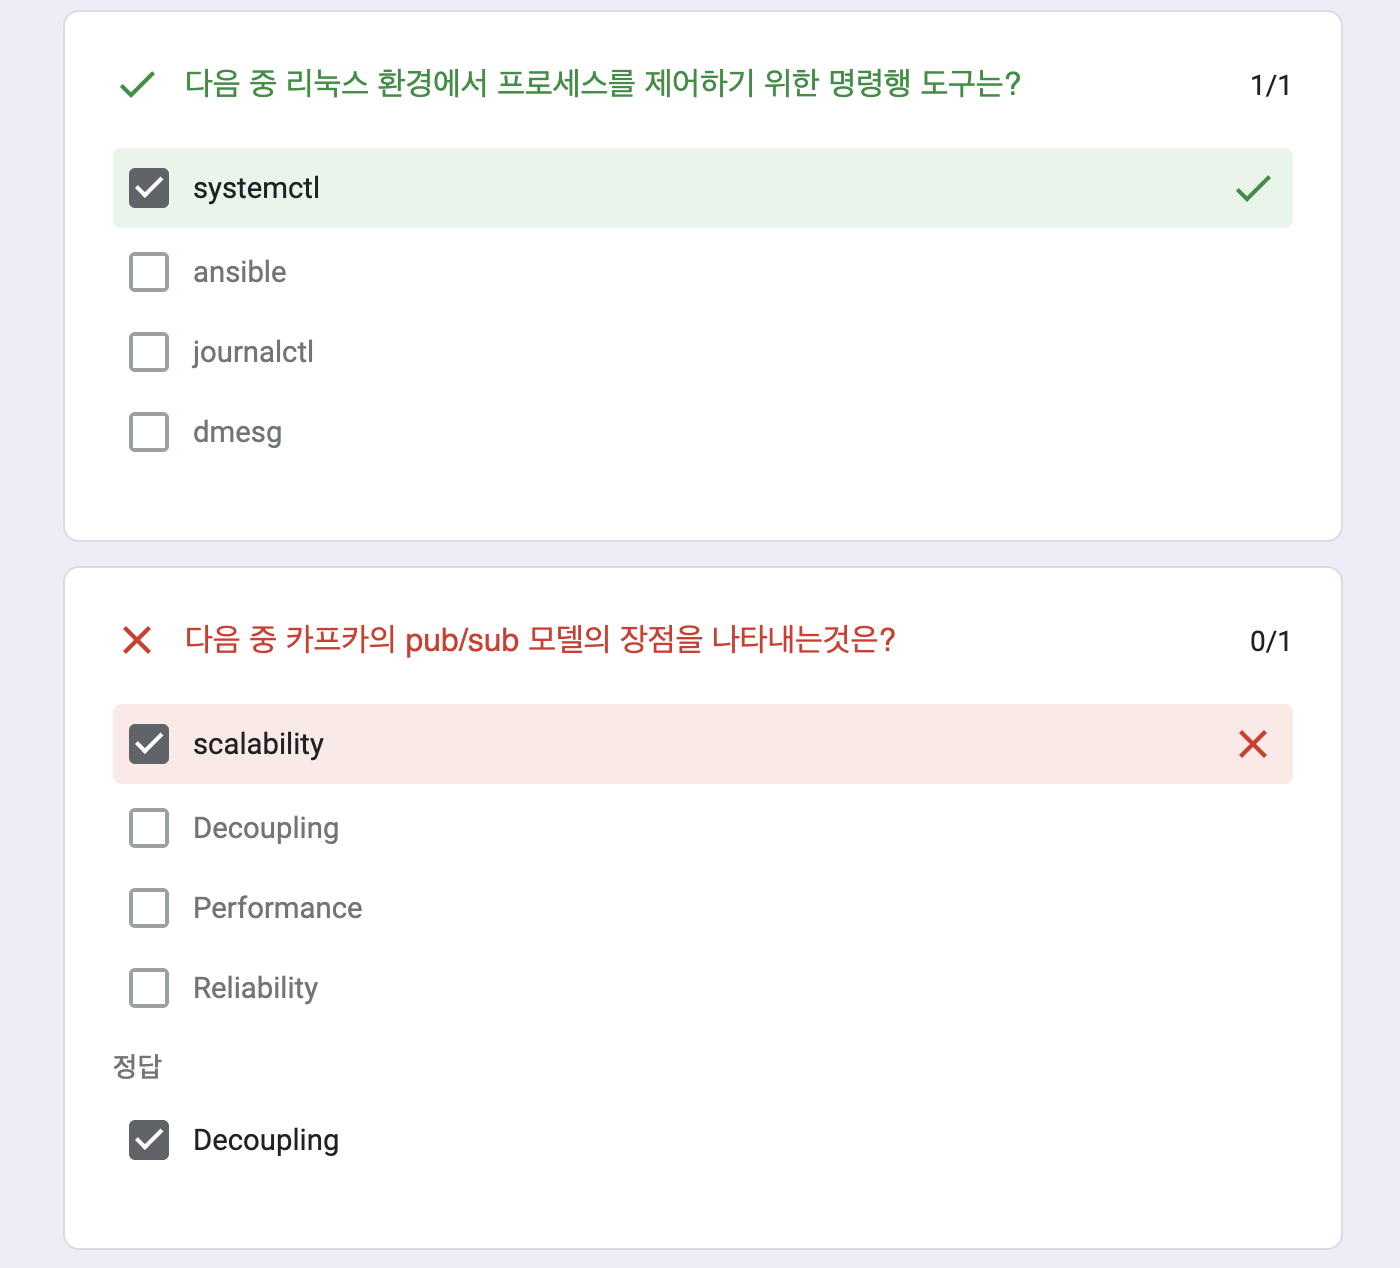 다음 중 리눅스 환경에서 프로세스를 제어하기 위한 명령행 도구는? 1/1
systemctl
ansible
journalctl
dmesg
다음 중 카프카의 pub/sub 모델의 장점을 나타내는것은? 0/1
scalability
Decoupling
Performance
Reliability
정답
Decoupling